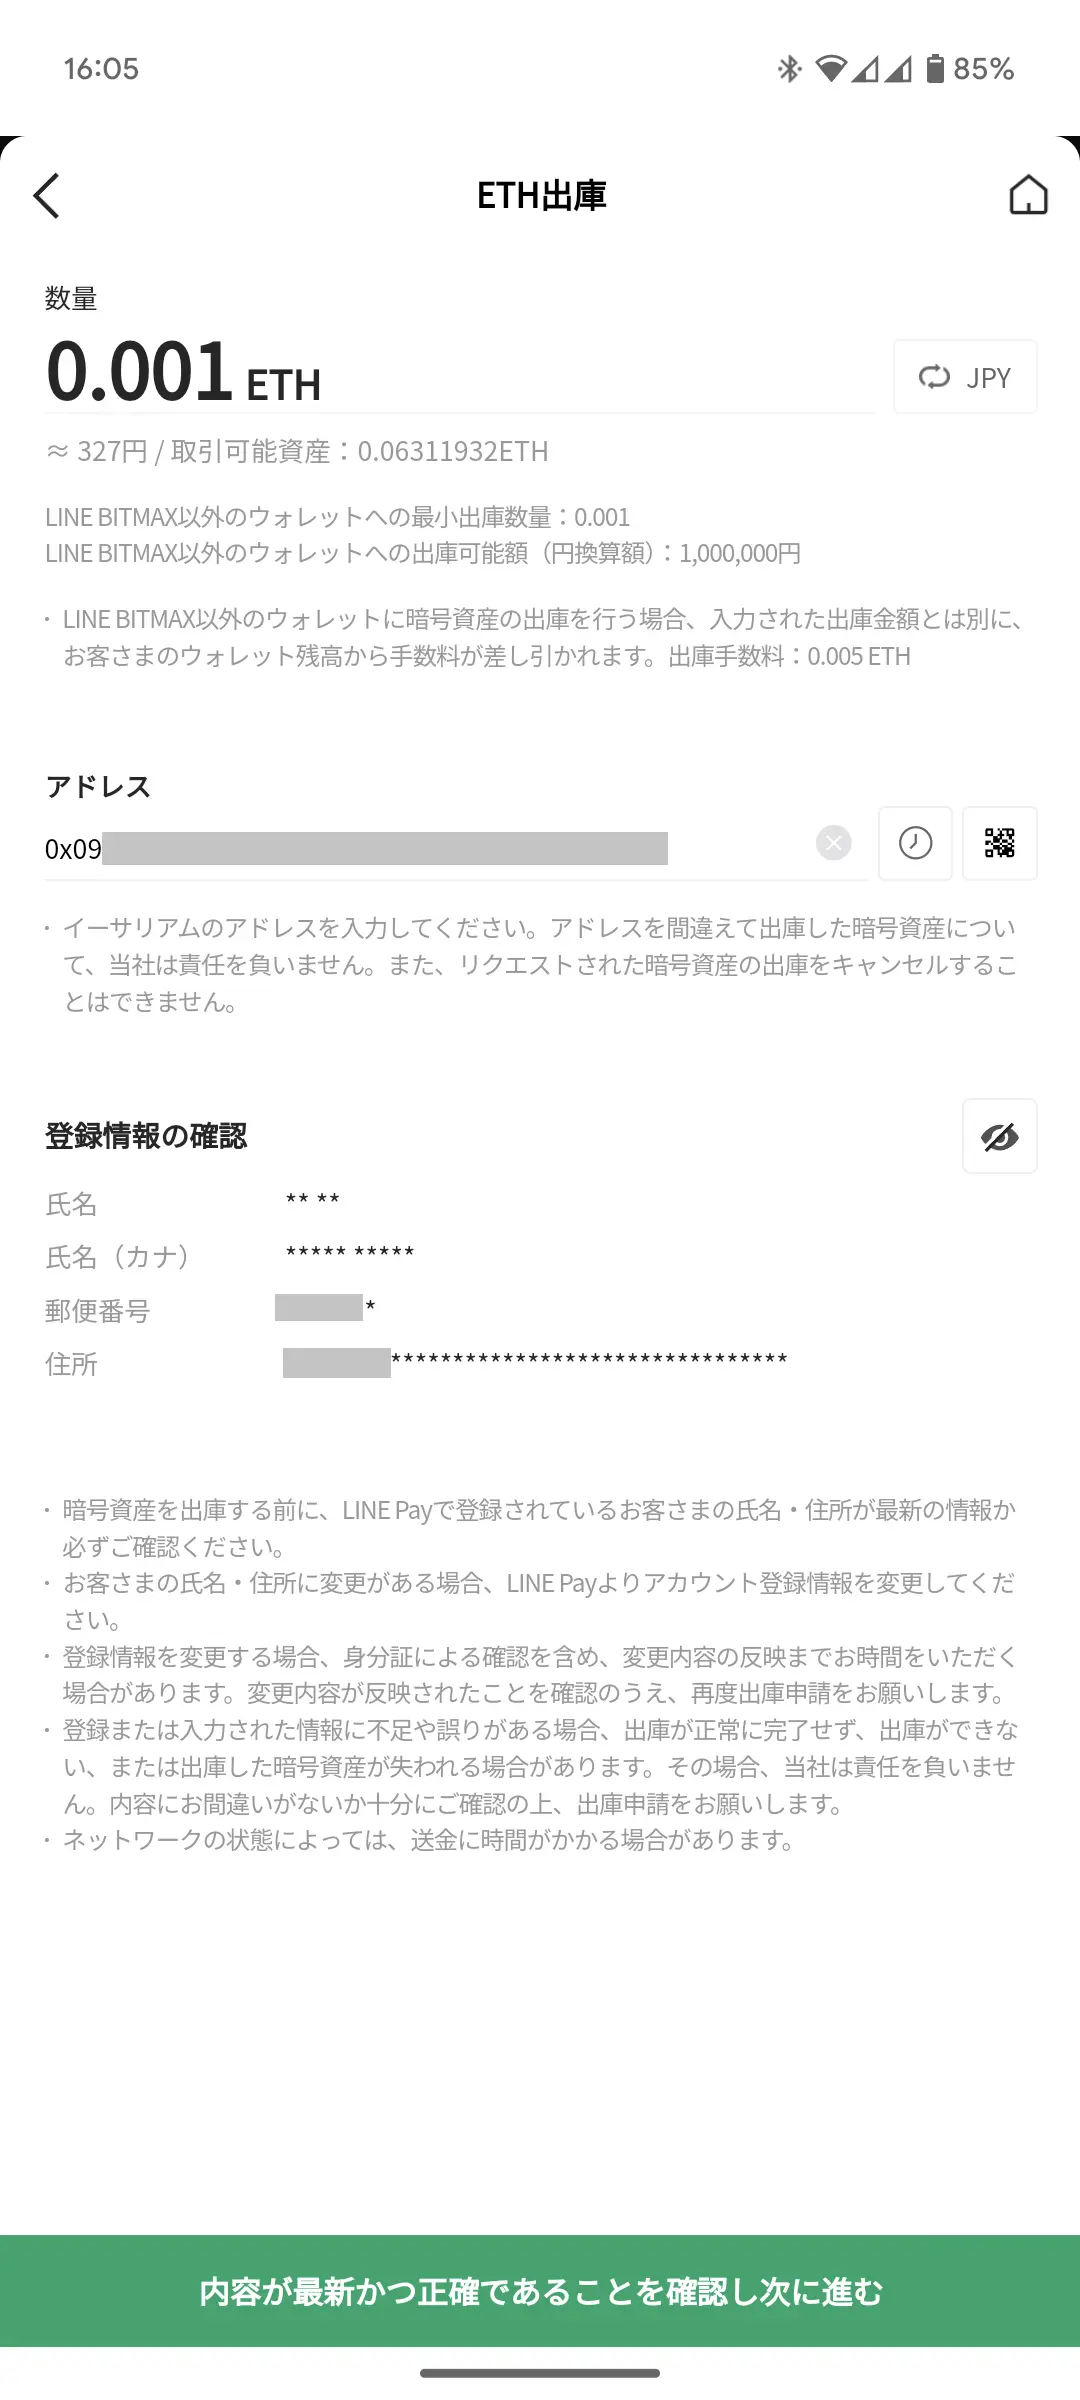 16:05
85%
ETH出庫
数量
0.001 ETH
JPY
≈ 327円 / 取引可能資産：0.06311932ETH
LINE BITMAX以外のウォレットへの最小出庫数量：0.001
LINE BITMAX以外のウォレットへの出庫可能額（円換算額）：1,000,000円
· LINE BITMAX以外のウォレットに暗号資産の出庫を行う場合、入力された出庫金額とは別に、
お客さまのウォレット残高から手数料が差し引かれます。出庫手数料：0.005 ETH
アドレス
0x09
· イーサリアムのアドレスを入力してください。アドレスを間違えて出庫した暗号資産につい
て、当社は責任を負いません。また、リクエストされた暗号資産の出庫をキャンセルするこ
とはできません。
登録情報の確認
氏名 ** **
氏名（カナ） ***** *****
郵便番号 *
住所 ********************************
· 暗号資産を出庫する前に、LINE Payで登録されているお客さまの氏名・住所が最新の情報か
必ずご確認ください。
· お客さまの氏名・住所に変更がある場合、LINE Payよりアカウント登録情報を変更してくだ
さい。
· 登録情報を変更する場合、身分証による確認を含め、変更内容の反映までお時間をいただく
場合があります。変更内容が反映されたことを確認のうえ、再度出庫申請をお願いします。
· 登録または入力された情報に不足や誤りがある場合、出庫が正常に完了せず、出庫ができな
い、または出庫した暗号資産が失われる場合があります。その場合、当社は責任を負いませ
ん。内容にお間違いがないか十分にご確認の上、出庫申請をお願いします。
· ネットワークの状態によっては、送金に時間がかかる場合があります。
内容が最新かつ正確であることを確認し次に進む